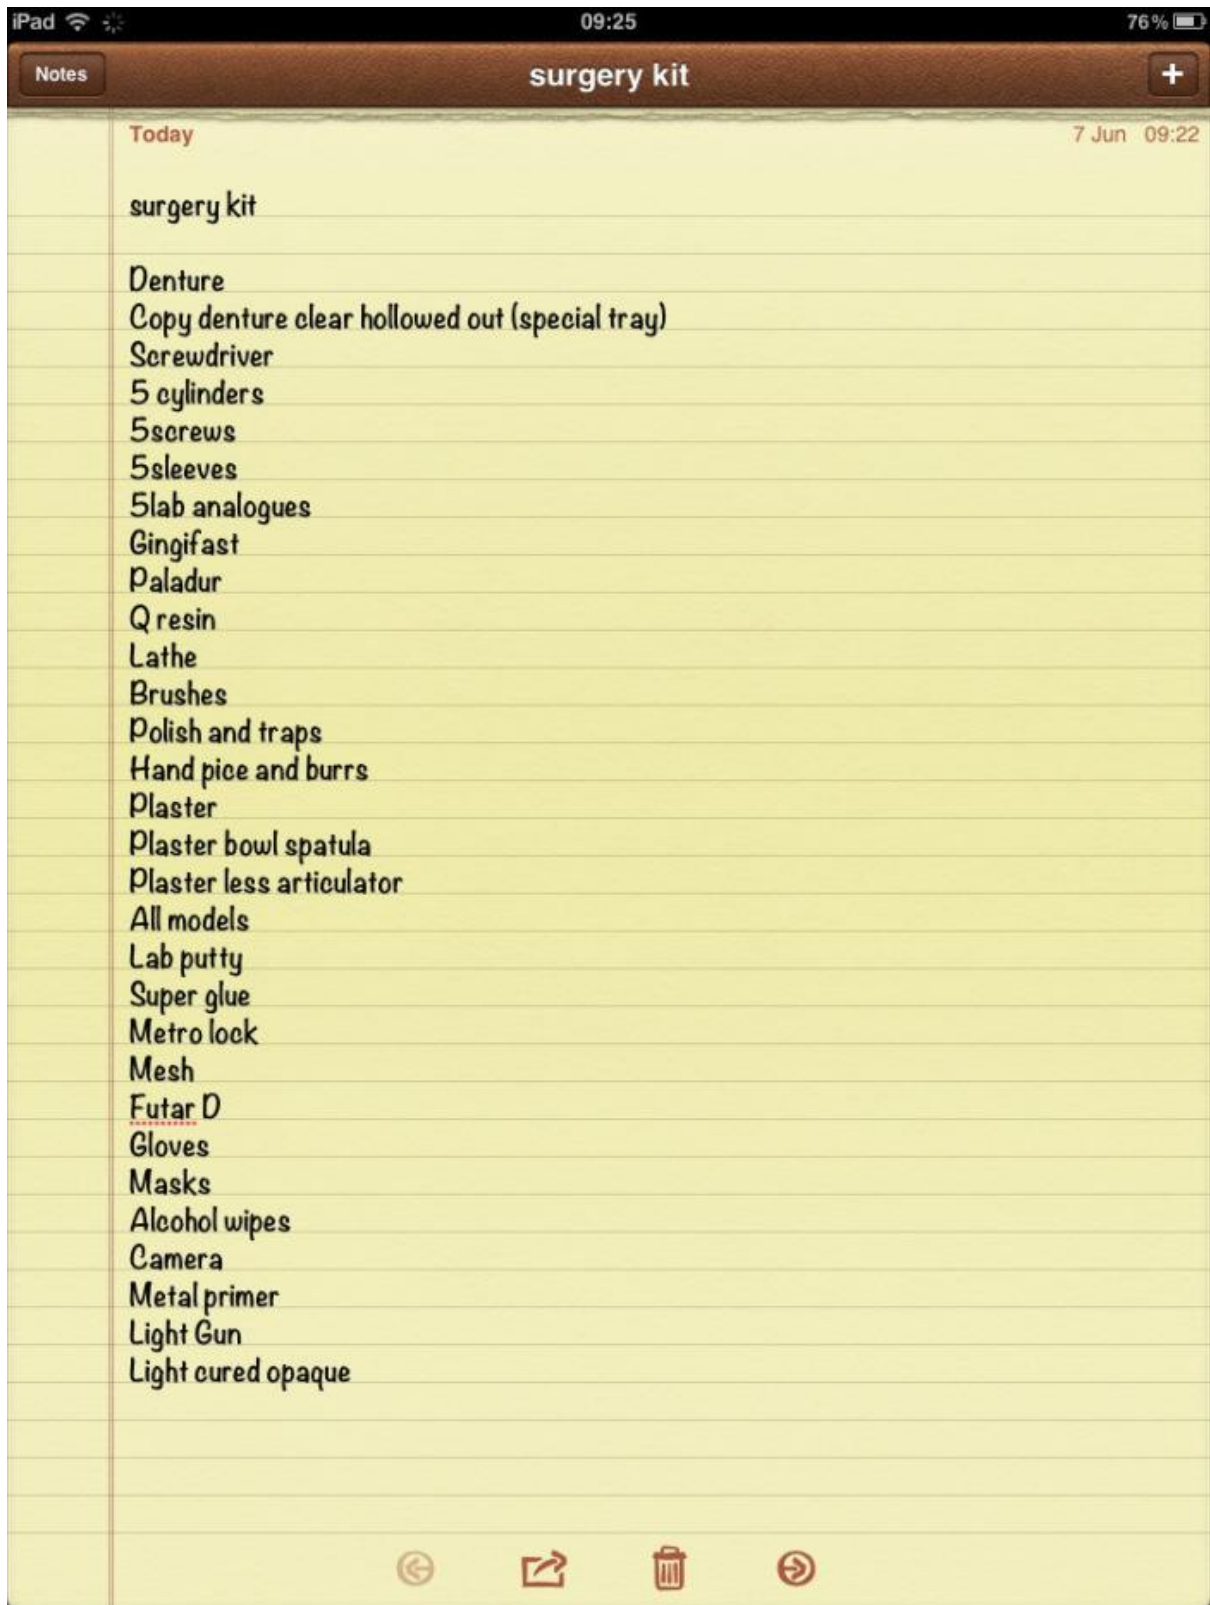 iPad 09:25 76%
Notes surgery kit +
Today 7 Jun 09:22
surgery kit
Denture
Copy denture clear hollowed out (special tray)
Screwdriver
5 cylinders
5screws
5sleeves
5lab analogues
Gingifast
Paladur
Q resin
Lathe
Brushes
Polish and traps
Hand pice and burrs
Plaster
Plaster bowl spatula
Plaster less articulator
All models
Lab putty
Super glue
Metro lock
Mesh
Futar D
Gloves
Masks
Alcohol wipes
Camera
Metal primer
Light Gun
Light cured opaque